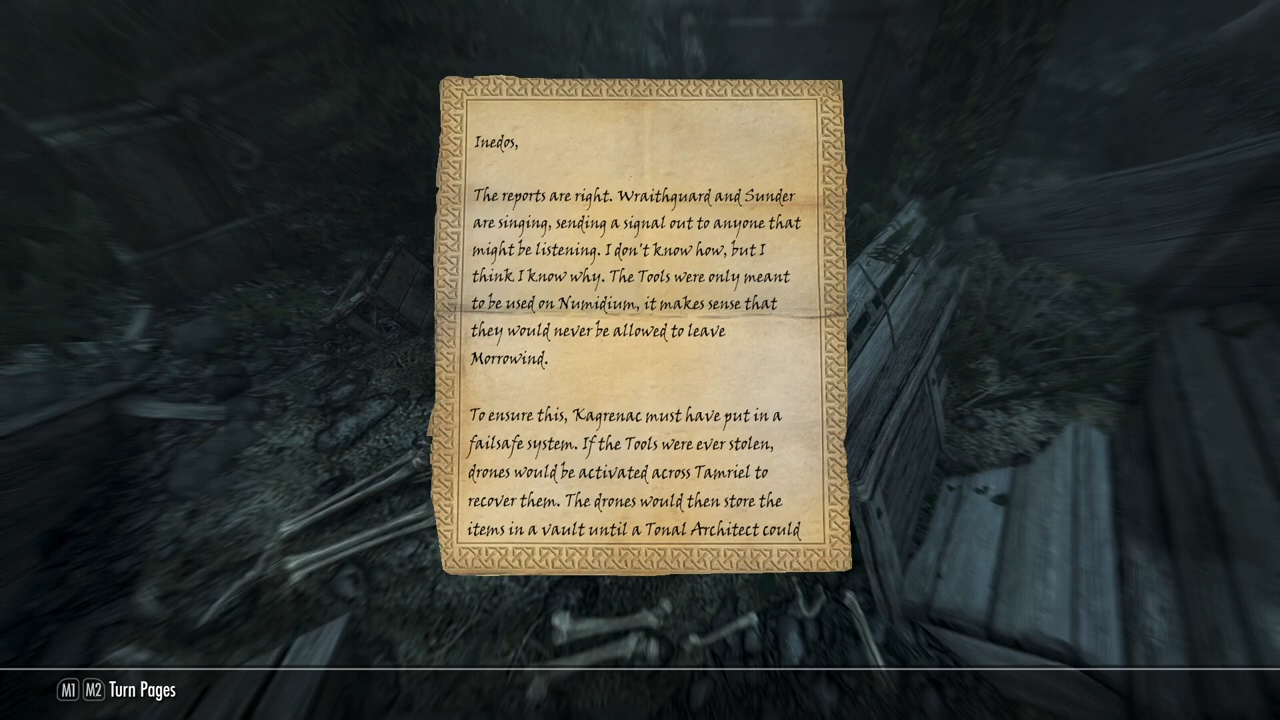 Inedos,
The reports are right. Wraithguard and Sunder
are singing, sending a signal out to anyone that
might be listening. I don't know how, but I
think I know why. The Tools were only meant
to be used on Numidium, it makes sense that
they would never be allowed to leave
Morrowind.
To ensure this, Kagrenac must have put in a
failsafe system. If the Tools were ever stolen,
drones would be activated across Tamriel to
recover them. The drones would then store the
items in a vault until a Tonal Architect could
M1 M2 Turn Pages